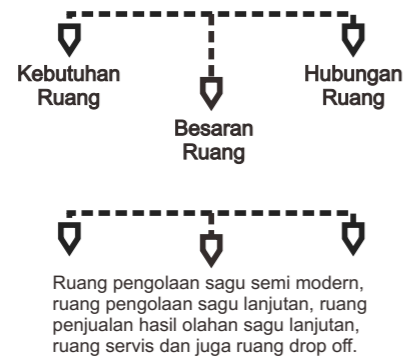 Kebutuhan
Ruang
Hubungan
Ruang
Besaran
Ruang
Ruang pengolaan sagu semi modern,
ruang pengolaan sagu lanjutan, ruang
penjualan hasil olahan sagu lanjutan,
ruang servis dan juga ruang drop off.